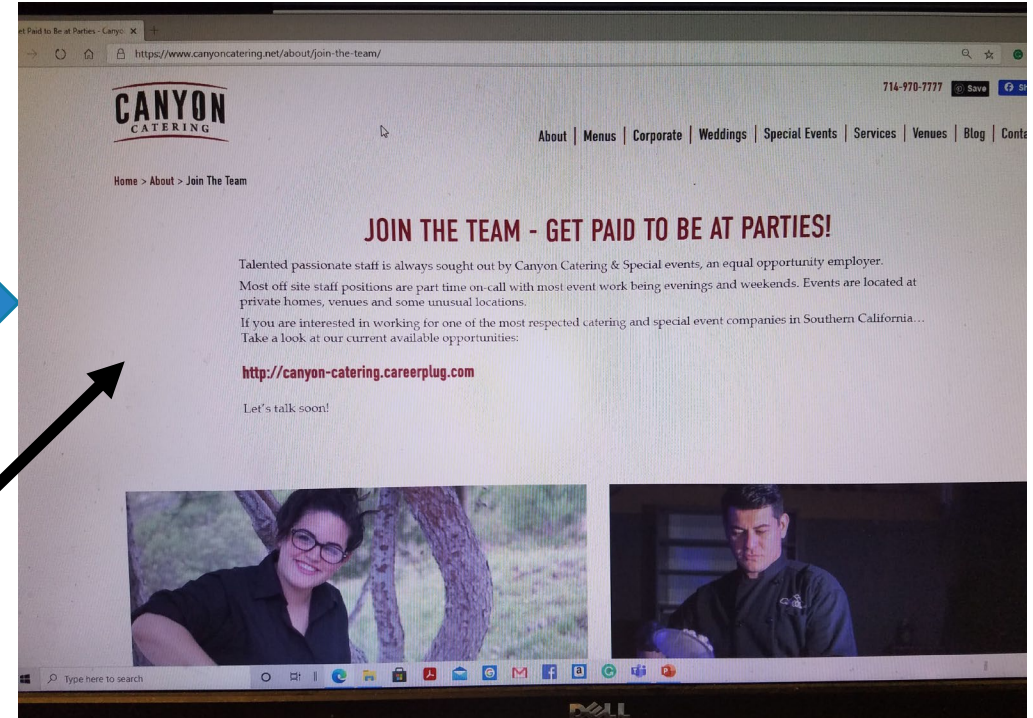 et Paid to Be at Parties - Canyo
https://www.canyoncatering.net/about/join-the-team/
714-970-7777
Save
CANYON
CATERING
About | Menus | Corporate | Weddings | Special Events | Services | Venues | Blog | Conta
Home > About > Join The Team
JOIN THE TEAM - GET PAID TO BE AT PARTIES!
Talented passionate staff is always sought out by Canyon Catering & Special events, an equal opportunity employer.
Most off site staff positions are part time on-call with most event work being evenings and weekends. Events are located at
private homes, venues and some unusual locations.
If you are interested in working for one of the most respected catering and special event companies in Southern California…
Take a look at our current available opportunities:
http://canyon-catering.careerplug.com
Let's talk soon!
Type here to search
DELL